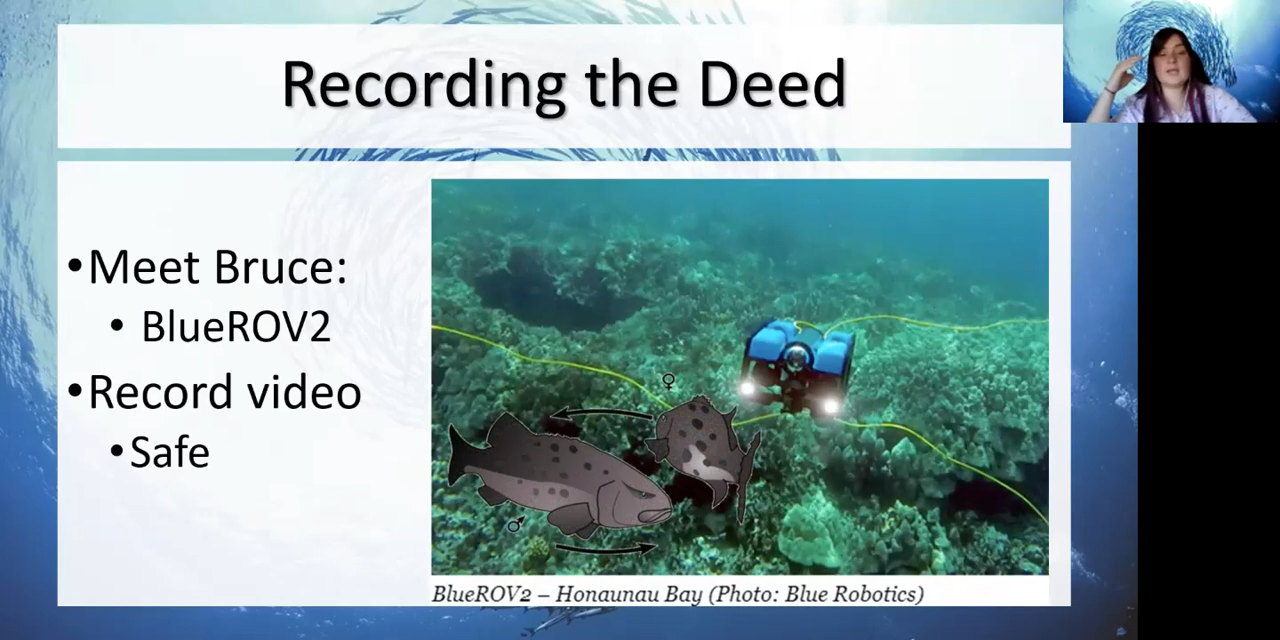 Recording the Deed
•Meet Bruce:
• BlueROV2
•Record video
•Safe
♀
♂
BlueROV2 – Honaunau Bay (Photo: Blue Robotics)